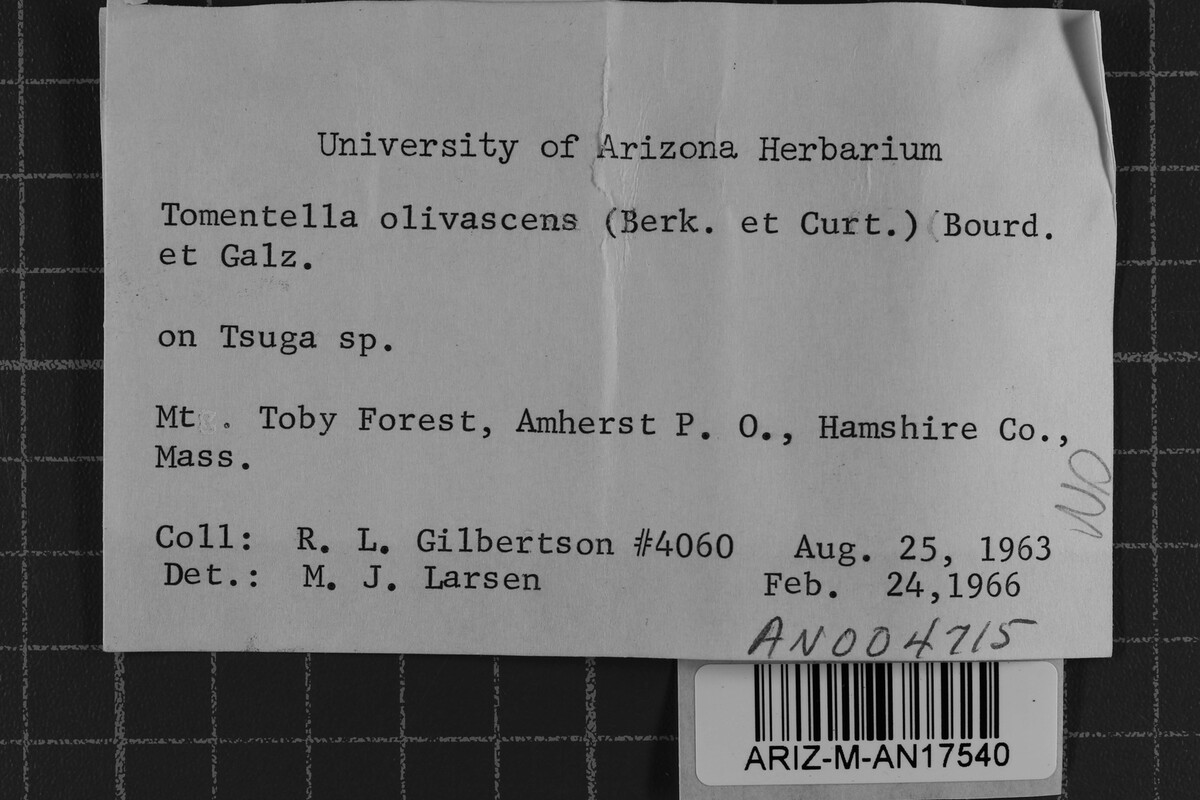 University of Arizona Herbarium
Tomentella olivascens (Berk. et Curt.) Bourd.
et Galz.
on Tsuga sp.
Mt . Toby Forest, Amherst P. O., Hamshire Co.,
Mass.
NO
Coll: R. L. Gilbertson #4060 Aug. 25, 1963
Det.: M. J. Larsen Feb. 24,1966
AN004715
ARIZ-M-AN17540